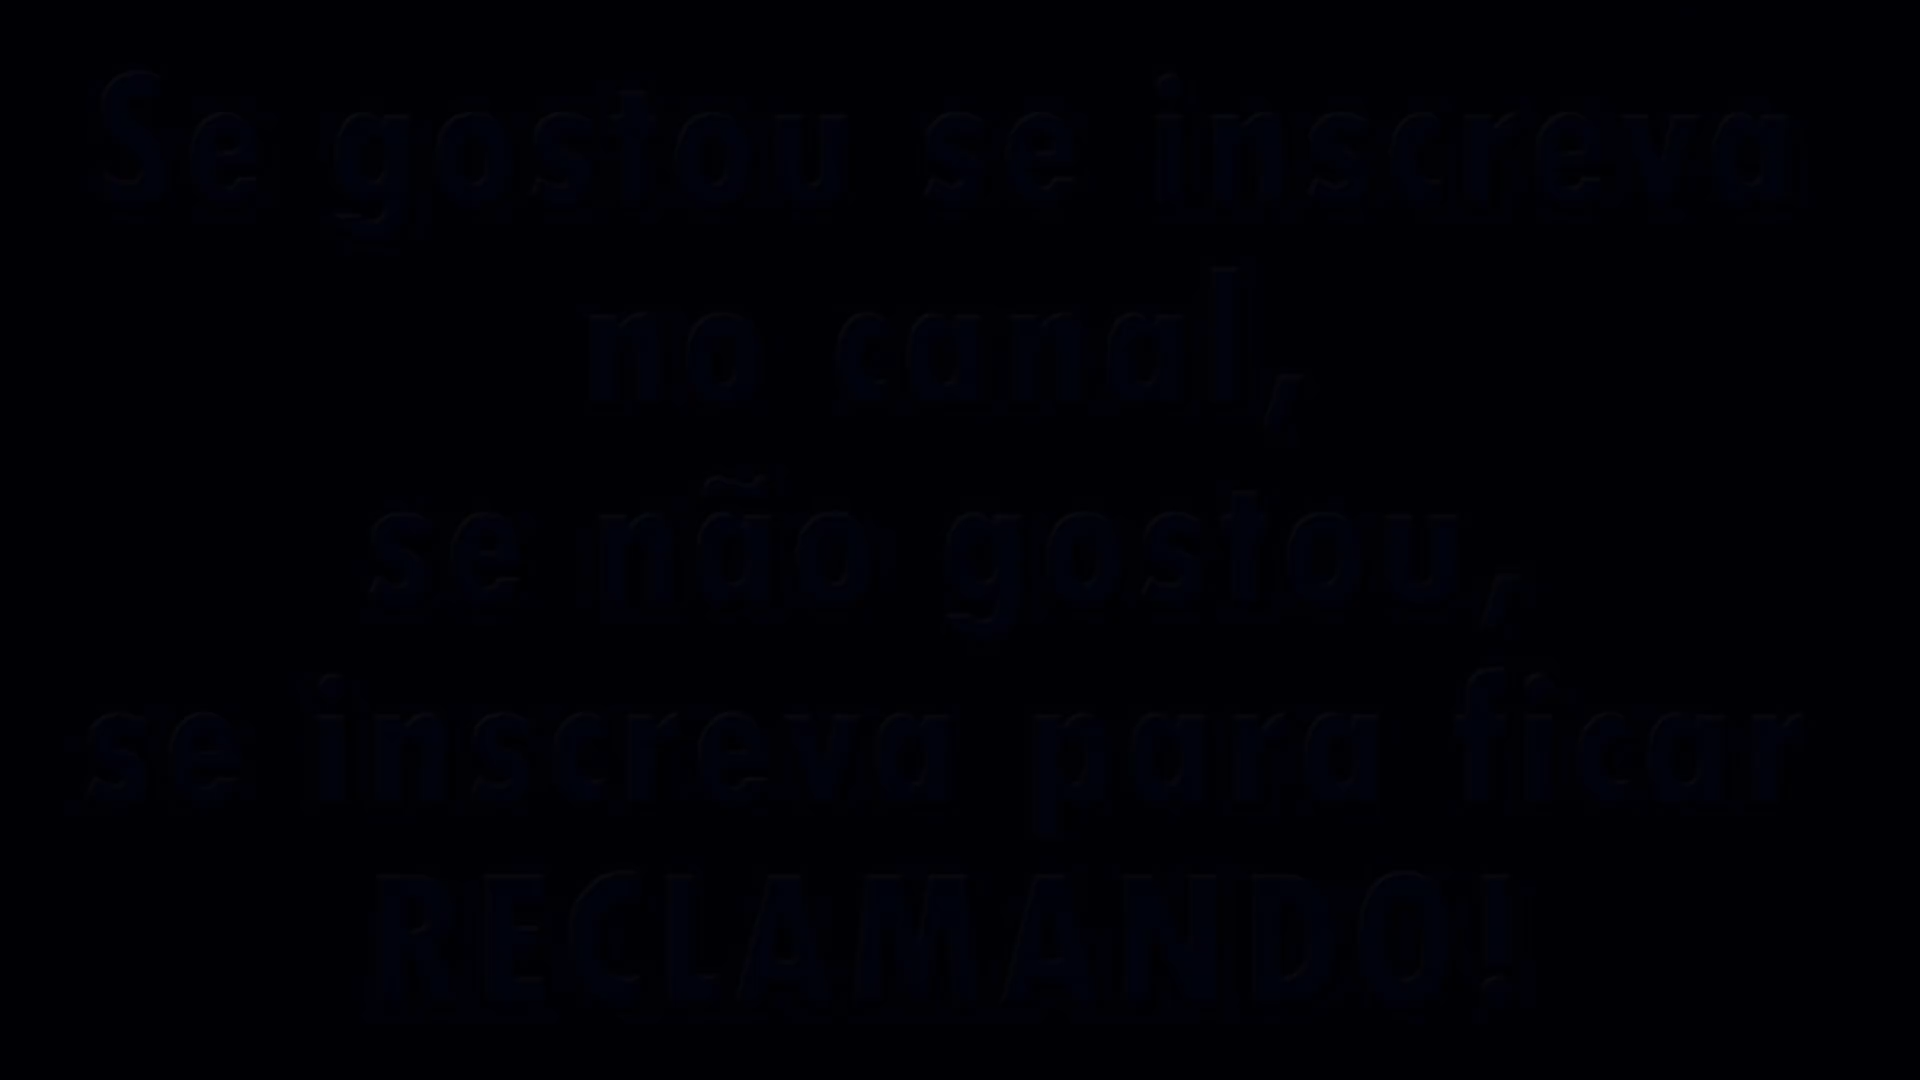 Se gostou se inscreva
no canal,
se não gostou,
se inscreva para ficar
RECLAMANDO!